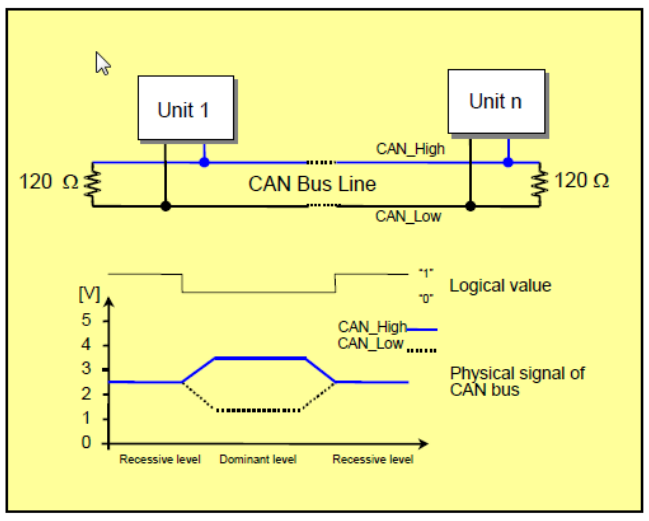 Unit 1
Unit n
CAN_High
120 Ω
CAN Bus Line
120 Ω
CAN_Low
"1"
Logical value
"0"
[V]
5
CAN_High
4
CAN_Low
3
Physical signal of
CAN bus
2
1
0
Recessive level
Dominant level
Recessive level